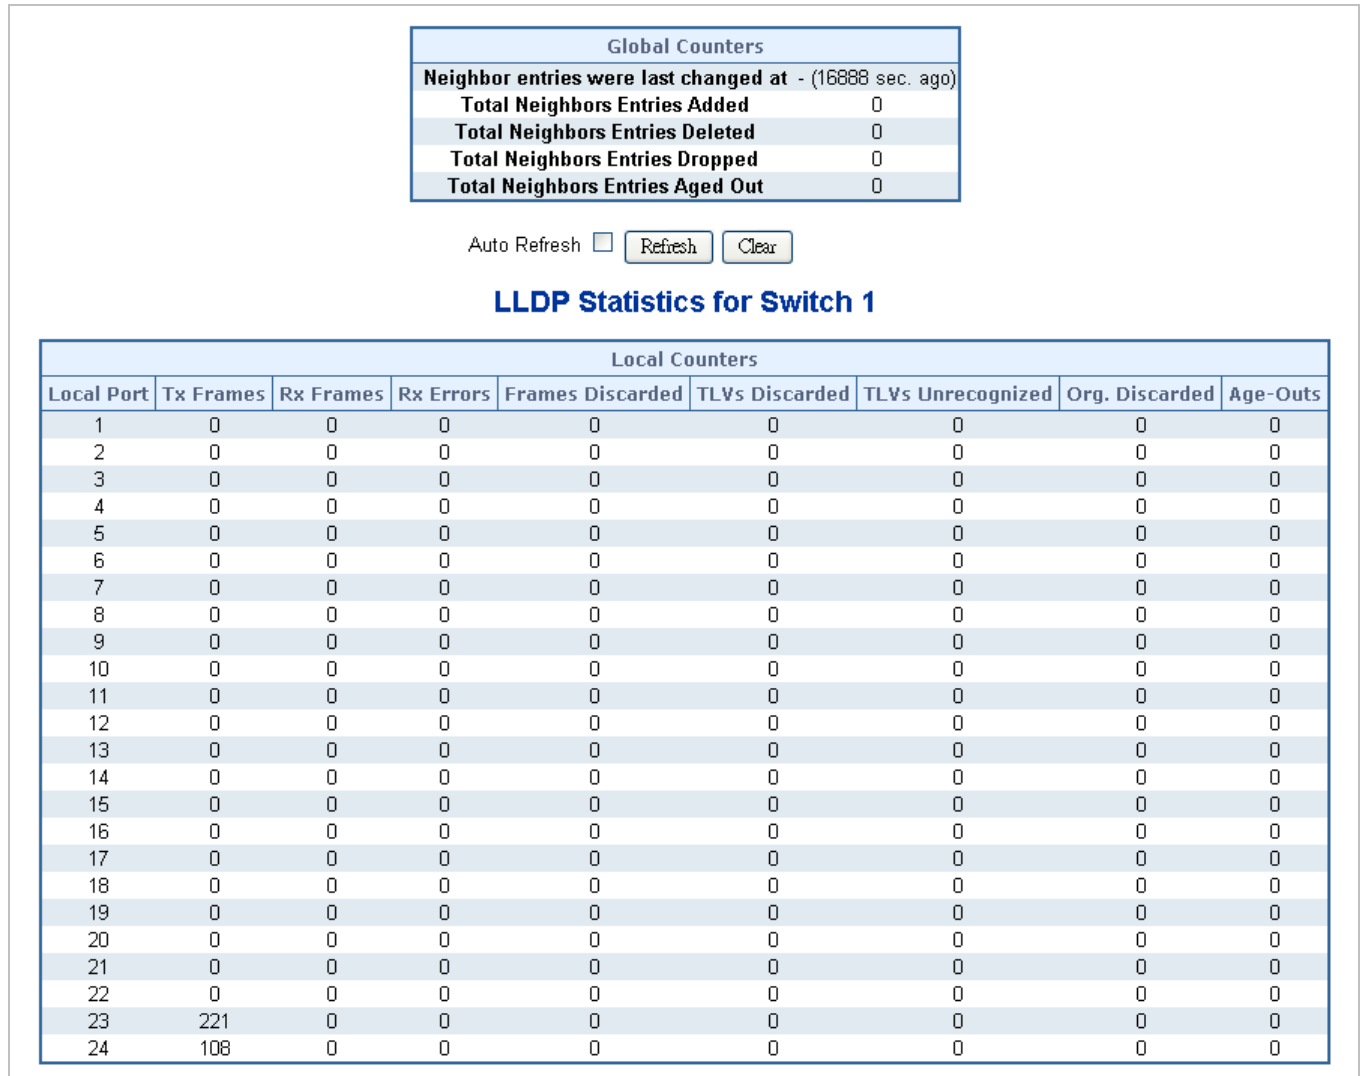 Global Counters
Neighbor entries were last changed at - (16888 sec. ago)
Total Neighbors Entries Added 0
Total Neighbors Entries Deleted 0
Total Neighbors Entries Dropped 0
Total Neighbors Entries Aged Out 0
Auto Refresh Refresh Clear
LLDP Statistics for Switch 1
Local Counters
Local Port Tx Frames Rx Frames Rx Errors Frames Discarded TLVs Discarded TLVs Unrecognized Org. Discarded Age-Outs
1 0 0 0 0 0 0 0 0
2 0 0 0 0 0 0 0 0
3 0 0 0 0 0 0 0 0
4 0 0 0 0 0 0 0 0
5 0 0 0 0 0 0 0 0
6 0 0 0 0 0 0 0 0
7 0 0 0 0 0 0 0 0
8 0 0 0 0 0 0 0 0
9 0 0 0 0 0 0 0 0
10 0 0 0 0 0 0 0 0
11 0 0 0 0 0 0 0 0
12 0 0 0 0 0 0 0 0
13 0 0 0 0 0 0 0 0
14 0 0 0 0 0 0 0 0
15 0 0 0 0 0 0 0 0
16 0 0 0 0 0 0 0 0
17 0 0 0 0 0 0 0 0
18 0 0 0 0 0 0 0 0
19 0 0 0 0 0 0 0 0
20 0 0 0 0 0 0 0 0
21 0 0 0 0 0 0 0 0
22 0 0 0 0 0 0 0 0
23 221 0 0 0 0 0 0 0
24 108 0 0 0 0 0 0 0